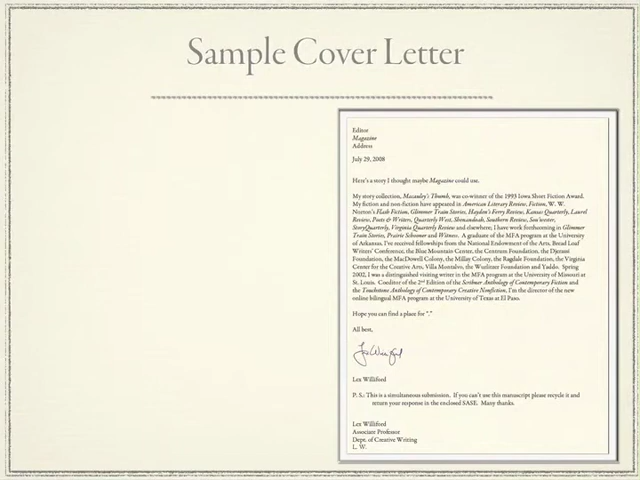 Sample Cover Letter
Editor
Magazine
Address
July 29, 2008
Here's a story I thought maybe Magazine could use.
My story collection, Macauley's Thumb, was co-winner of the 1993 Iowa Short Fiction Award.
My fiction and non-fiction have appeared in American Literary Review, Fiction, W. W.
Norton's Flash Fiction, Glimmer Train Stories, Hayden's Ferry Review, Kansas Quarterly, Laurel
Review, Poets & Writers, Quarterly West, Shenandoah, Southern Review, Sou'wester,
StoryQuarterly, Virginia Quarterly Review and elsewhere; I have work forthcoming in Glimmer
Train Stories, Prairie Schooner and Witness. A graduate of the MFA program at the University
of Arkansas, I've received fellowships from the National Endowment of the Arts, Bread Loaf
Writers' Conference, the Blue Mountain Center, the Centrum Foundation, the Djerassi
Foundation, the MacDowell Colony, the Millay Colony, the Ragdale Foundation, the Virginia
Center for the Creative Arts, Villa Montalvo, the Wurlitzer Foundation and Yaddo. Spring
2002, I was a distinguished visiting writer in the MFA program at University of Missouri at
St. Louis. Coeditor of the 2nd Edition of the Scribner Anthology of Contemporary Fiction and
the Touchstone Anthology of Contemporary Creative Nonfiction, I'm the director of the new
online bilingual MFA program at the University of Texas at El Paso.
Hope you can find a place for "."
All best,
Lex Williford
P. S.: This is a simultaneous submission. If you can't use this manuscript please recycle it and
return your response in the enclosed SASE. Many thanks.
Lex Williford
Associate Professor
Dept. of Creative Writing
L. W.